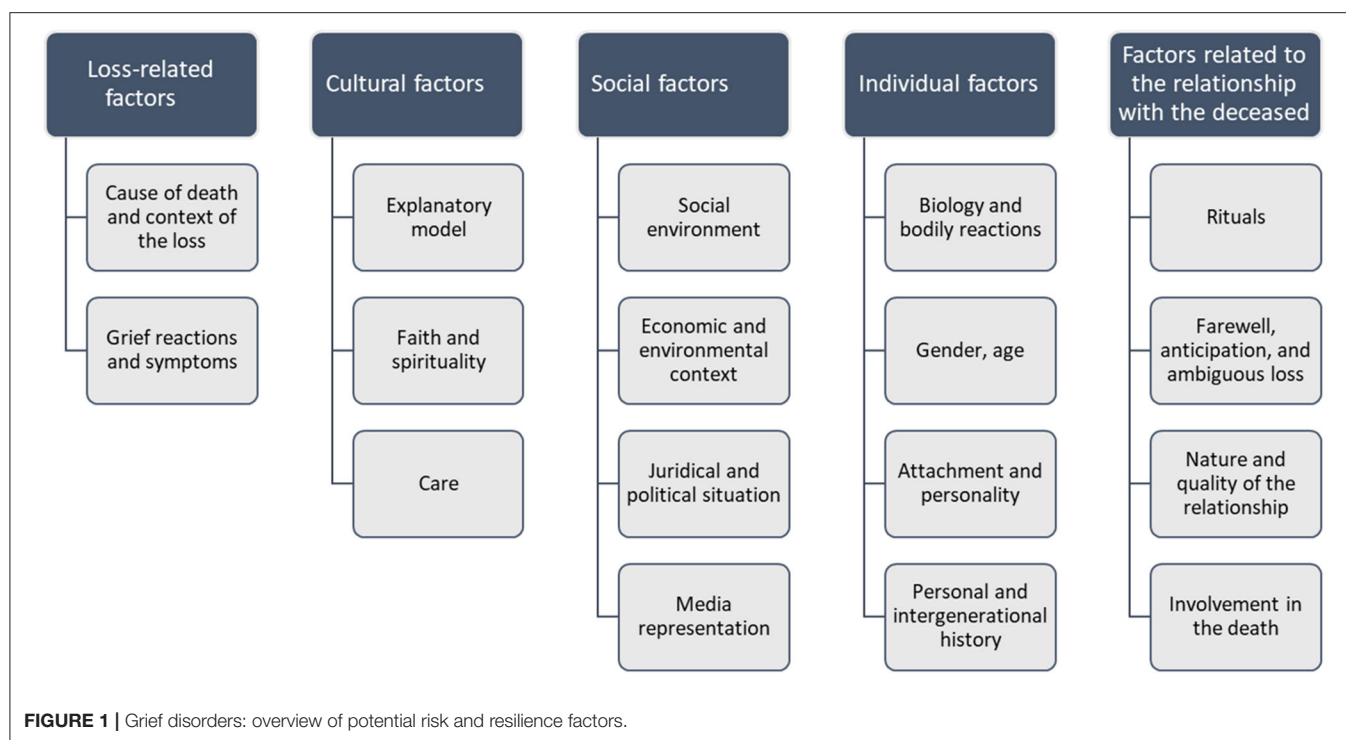 Loss-related
factors
Cause of death
and context of
the loss
Grief reactions
and symptoms
Cultural factors
Explanatory
model
Faith and
spirituality
Care
Social factors
Social
environment
Economic and
environmental
context
Juridical and
political situation
Media
representation
Individual factors
Biology and
bodily reactions
Gender, age
Attachment and
personality
Personal and
intergenerational
history
Factors related to
the relationship
with the deceased
Rituals
Farewell,
anticipation, and
ambiguous loss
Nature and
quality of the
relationship
Involvement in
the death
FIGURE 1 | Grief disorders: overview of potential risk and resilience factors.